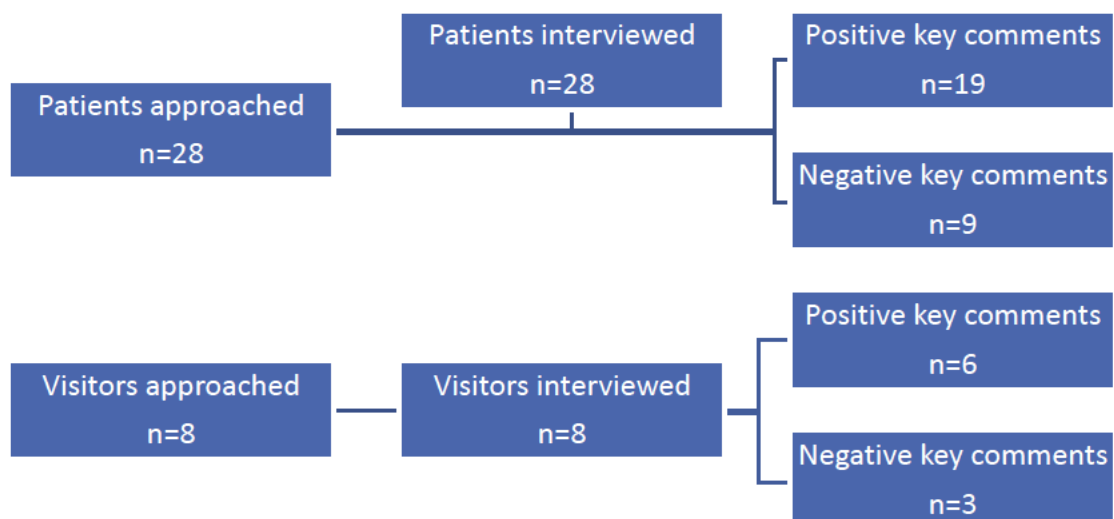 Patients approached
n=28
Patients interviewed
n=28
Positive key comments
n=19
Negative key comments
n=9
Visitors approached
n=8
Visitors interviewed
n=8
Positive key comments
n=6
Negative key comments
n=3